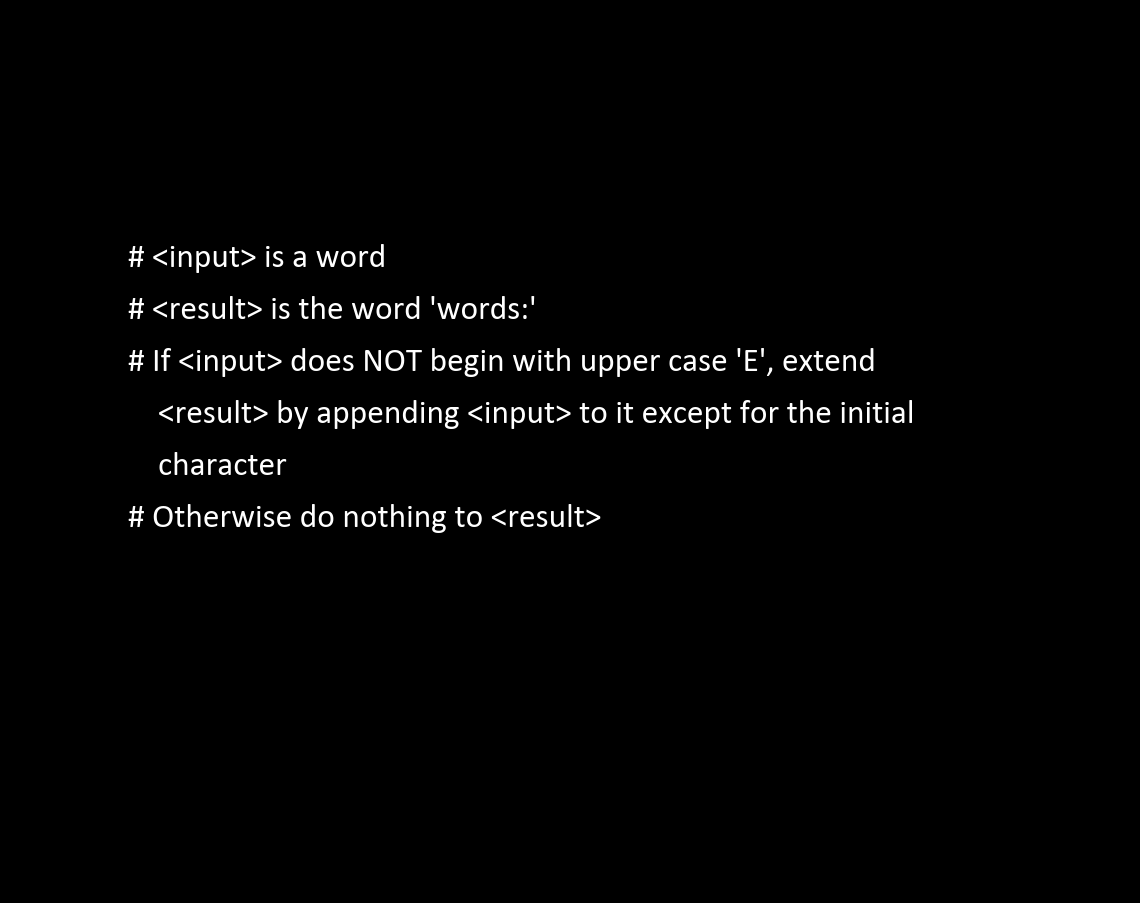 # <input> is a word
# <result> is the word 'words:'
# If <input> does NOT begin with upper case 'E', extend
<result> by appending <input> to it except for the initial
character
# Otherwise do nothing to <result>